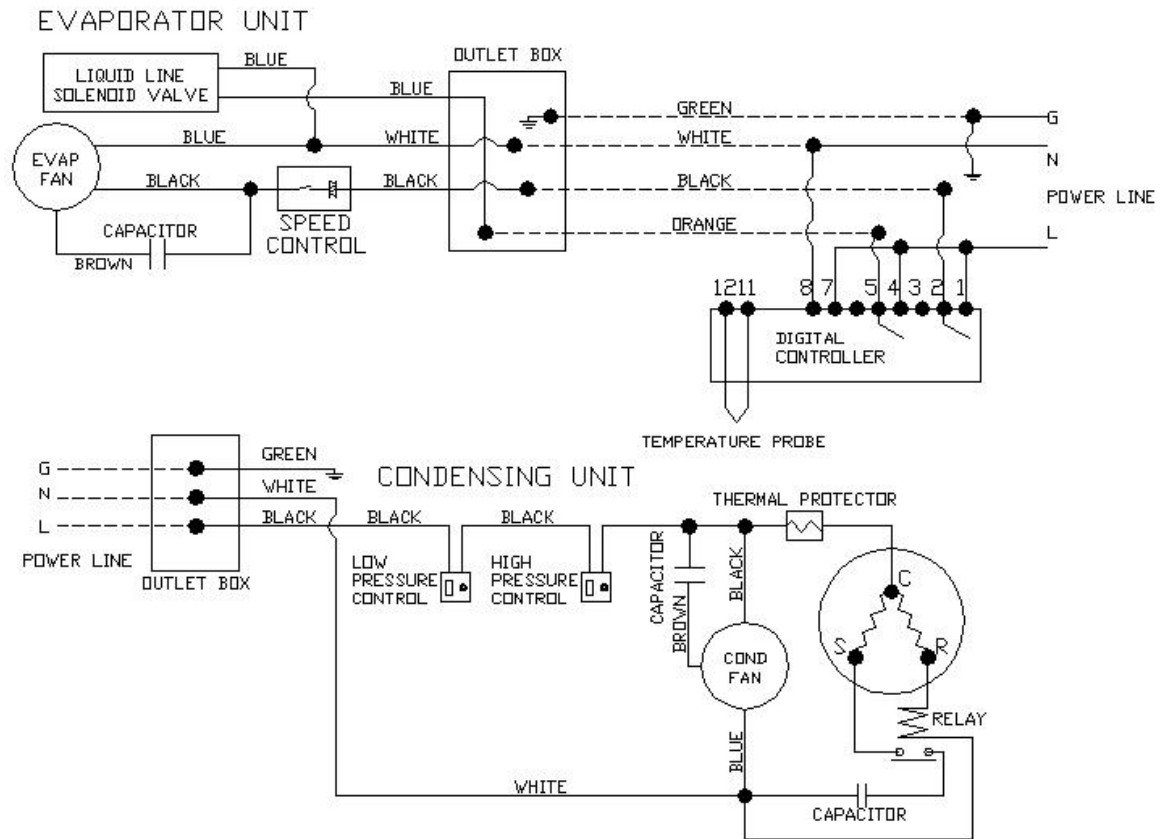 EVAPORATOR UNIT
LIQUID LINE
SOLENOID VALVE
BLUE
BLUE
OUTLET BOX
EVAP
FAN
BLUE
WHITE
BLACK
BLACK
SPEED
CONTROL
CAPACITOR
BROWN
GREEN
WHITE
BLACK
ORANGE
G
N
POWER LINE
L
12 11 8 7 5 4 3 2 1
DIGITAL
CONTROLLER
TEMPERATURE PROBE
CONDENSING UNIT
G
N
L
POWER LINE
OUTLET BOX
GREEN
WHITE
BLACK
BLACK
BLACK
LOW
PRESSURE
CONTROL
HIGH
PRESSURE
CONTROL
CAPACITOR
BROWN
BLACK
THERMAL PROTECTOR
COND
FAN
BLUE
C
S
R
RELAY
WHITE
CAPACITOR